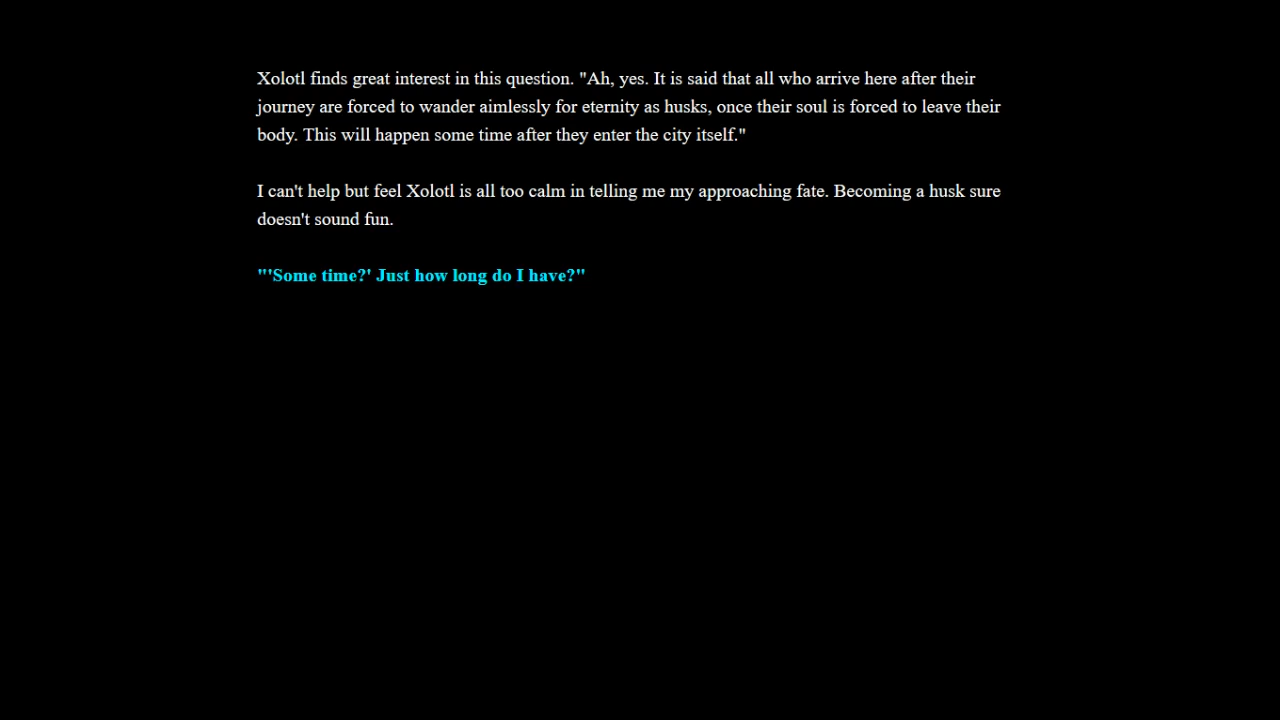 Xolotl finds great interest in this question. "Ah, yes. It is said that all who arrive here after their
journey are forced to wander aimlessly for eternity as husks, once their soul is forced to leave their
body. This will happen some time after they enter the city itself."
I can't help but feel Xolotl is all too calm in telling me my approaching fate. Becoming a husk sure
doesn't sound fun.
"'Some time?' Just how long do I have?"